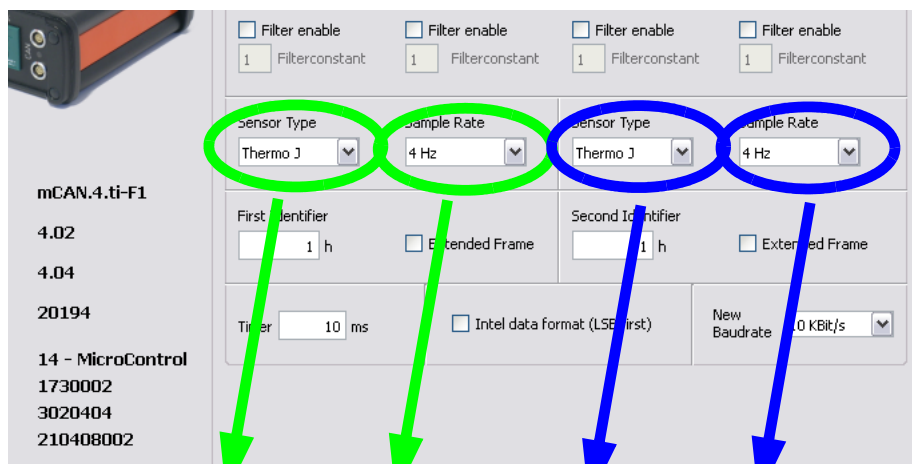 Filter enable
Filter enable
Filter enable
Filter enable
1 Filterconstant
1 Filterconstant
1 Filterconstant
1 Filterconstant
CAN
Sensor Type
Sample Rate
Sensor Type
Sample Rate
Thermo J
4 Hz
Thermo J
4 Hz
mCAN.4.ti-F1
4.02
4.04
20194
14 - MicroControl
1730002
3020404
210408002
First Identifier
1 h
Extended Frame
Second Identifier
1 h
Extended Frame
Timer 10 ms
Intel data format (LSB first)
New
Baudrate
KBit/s